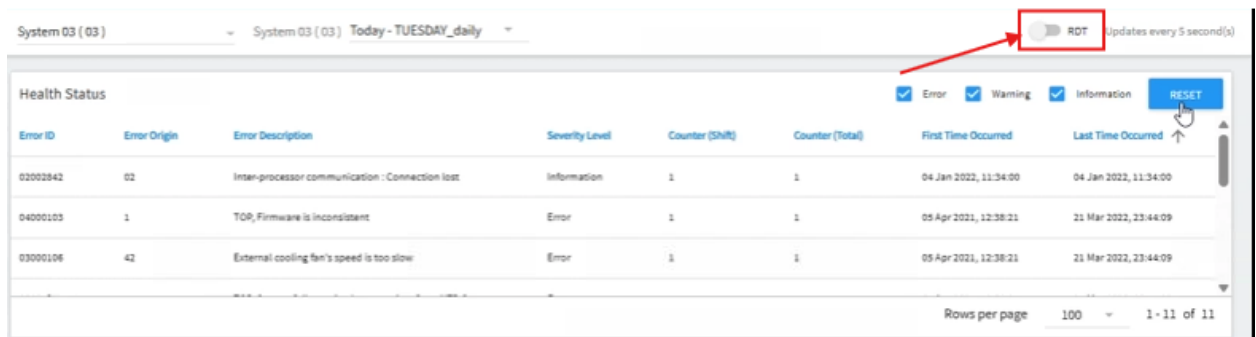 System 03 ( 03 ) System 03 ( 03 ) Today - TUESDAY_daily RDT Updates every 5 second(s)
Health Status Error Warning Information RESET
Error ID Error Origin Error Description Severity Level Counter (Shift) Counter (Total) First Time Occurred Last Time Occurred
02002842 02 Inter-processor communication : Connection lost Information 1 1 04 Jan 2022, 11:34:00 04 Jan 2022, 11:34:00
04000103 1 TOP, Firmware is inconsistent Error 1 1 05 Apr 2021, 12:38:21 21 Mar 2022, 23:44:09
03000106 42 External cooling fan's speed is too slow Error 1 1 05 Apr 2021, 12:38:21 21 Mar 2022, 23:44:09
Rows per page 100 1 - 11 of 11